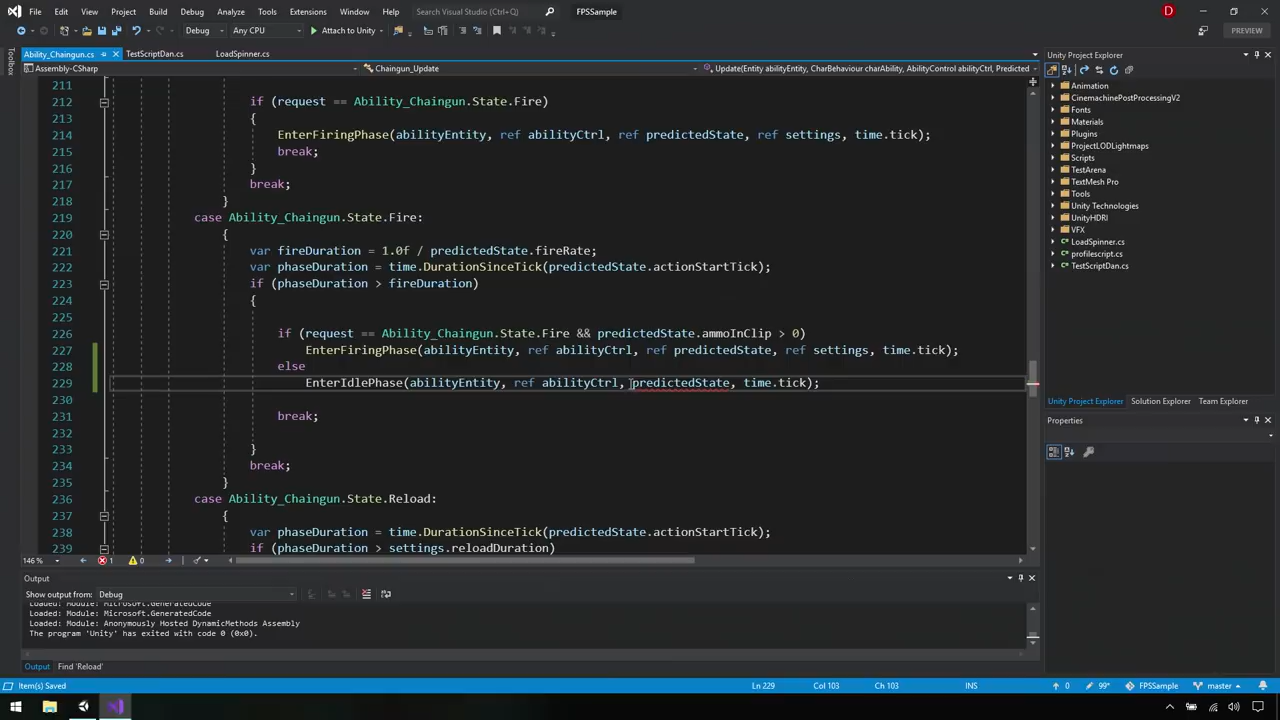 File Edit View Project Build Debug Analyze Tools Extensions Window Help Search Visual Studio FPSSample
Debug Any CPU Attach to Unity PREVIEW
Ability_Chaingun.cs TestScriptDan.cs LoadSpinner.cs
Toolbox
Assembly-CSharp Chaingun_Update Update(Entity abilityEntity, CharBehaviour charAbility, AbilityControl abilityCtrl, Predicted
211
212 if (request == Ability_Chaingun.State.Fire)
213 {
214 EnterFiringPhase(abilityEntity, ref abilityCtrl, ref predictedState, ref settings, time.tick);
215 break;
216 }
217 break;
218 }
219 case Ability_Chaingun.State.Fire:
220 {
221 var fireDuration = 1.0f / predictedState.fireRate;
222 var phaseDuration = time.DurationSinceTick(predictedState.actionStartTick);
223 if (phaseDuration > fireDuration)
224 {
225
226 if (request == Ability_Chaingun.State.Fire && predictedState.ammoInClip > 0)
227 EnterFiringPhase(abilityEntity, ref abilityCtrl, ref predictedState, ref settings, time.tick);
228 else
229 EnterIdlePhase(abilityEntity, ref abilityCtrl, predictedState, time.tick);
230
231 break;
232
233 }
234 break;
235 }
236 case Ability_Chaingun.State.Reload:
237 {
238 var phaseDuration = time.DurationSinceTick(predictedState.actionStartTick);
239 if (phaseDuration > settings.reloadDuration)
146 % 1 0
Output
Show output from: Debug
Loaded: Module: Microsoft.GeneratedCode
Loaded: Module: Microsoft.GeneratedCode
Loaded: Module: Anonymously Hosted DynamicMethods Assembly
The program 'Unity' has exited with code 0 (0x0).
Output Find 'Reload'
Unity Project Explorer
Animation
CinemachinePostProcessingV2
Fonts
Materials
Plugins
ProjectLODLightmaps
Scripts
TestArena
TextMesh Pro
Tools
Unity Technologies
UnityHDRI
VFX
LoadSpinner.cs
profilescript.cs
TestScriptDan.cs
Unity Project Explorer Solution Explorer Team Explorer
Properties
Item(s) Saved Ln 229 Col 103 Ch 103 INS 0 99+ FPSSample master